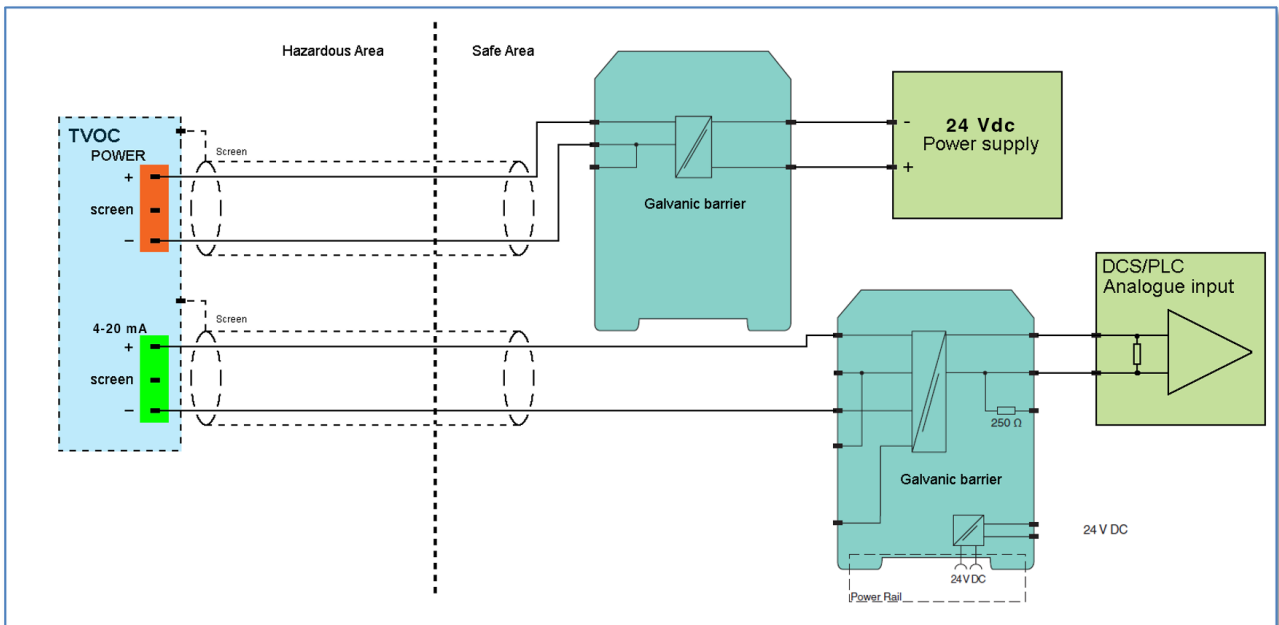 Hazardous Area
Safe Area
TVOC
POWER
+
screen
–
Screen
4-20 mA
+
screen
–
Screen
Galvanic barrier
24 Vdc
Power supply
-
+
DCS/PLC
Analogue input
250 Ω
Galvanic barrier
24 V DC
24V DC
Power Rail